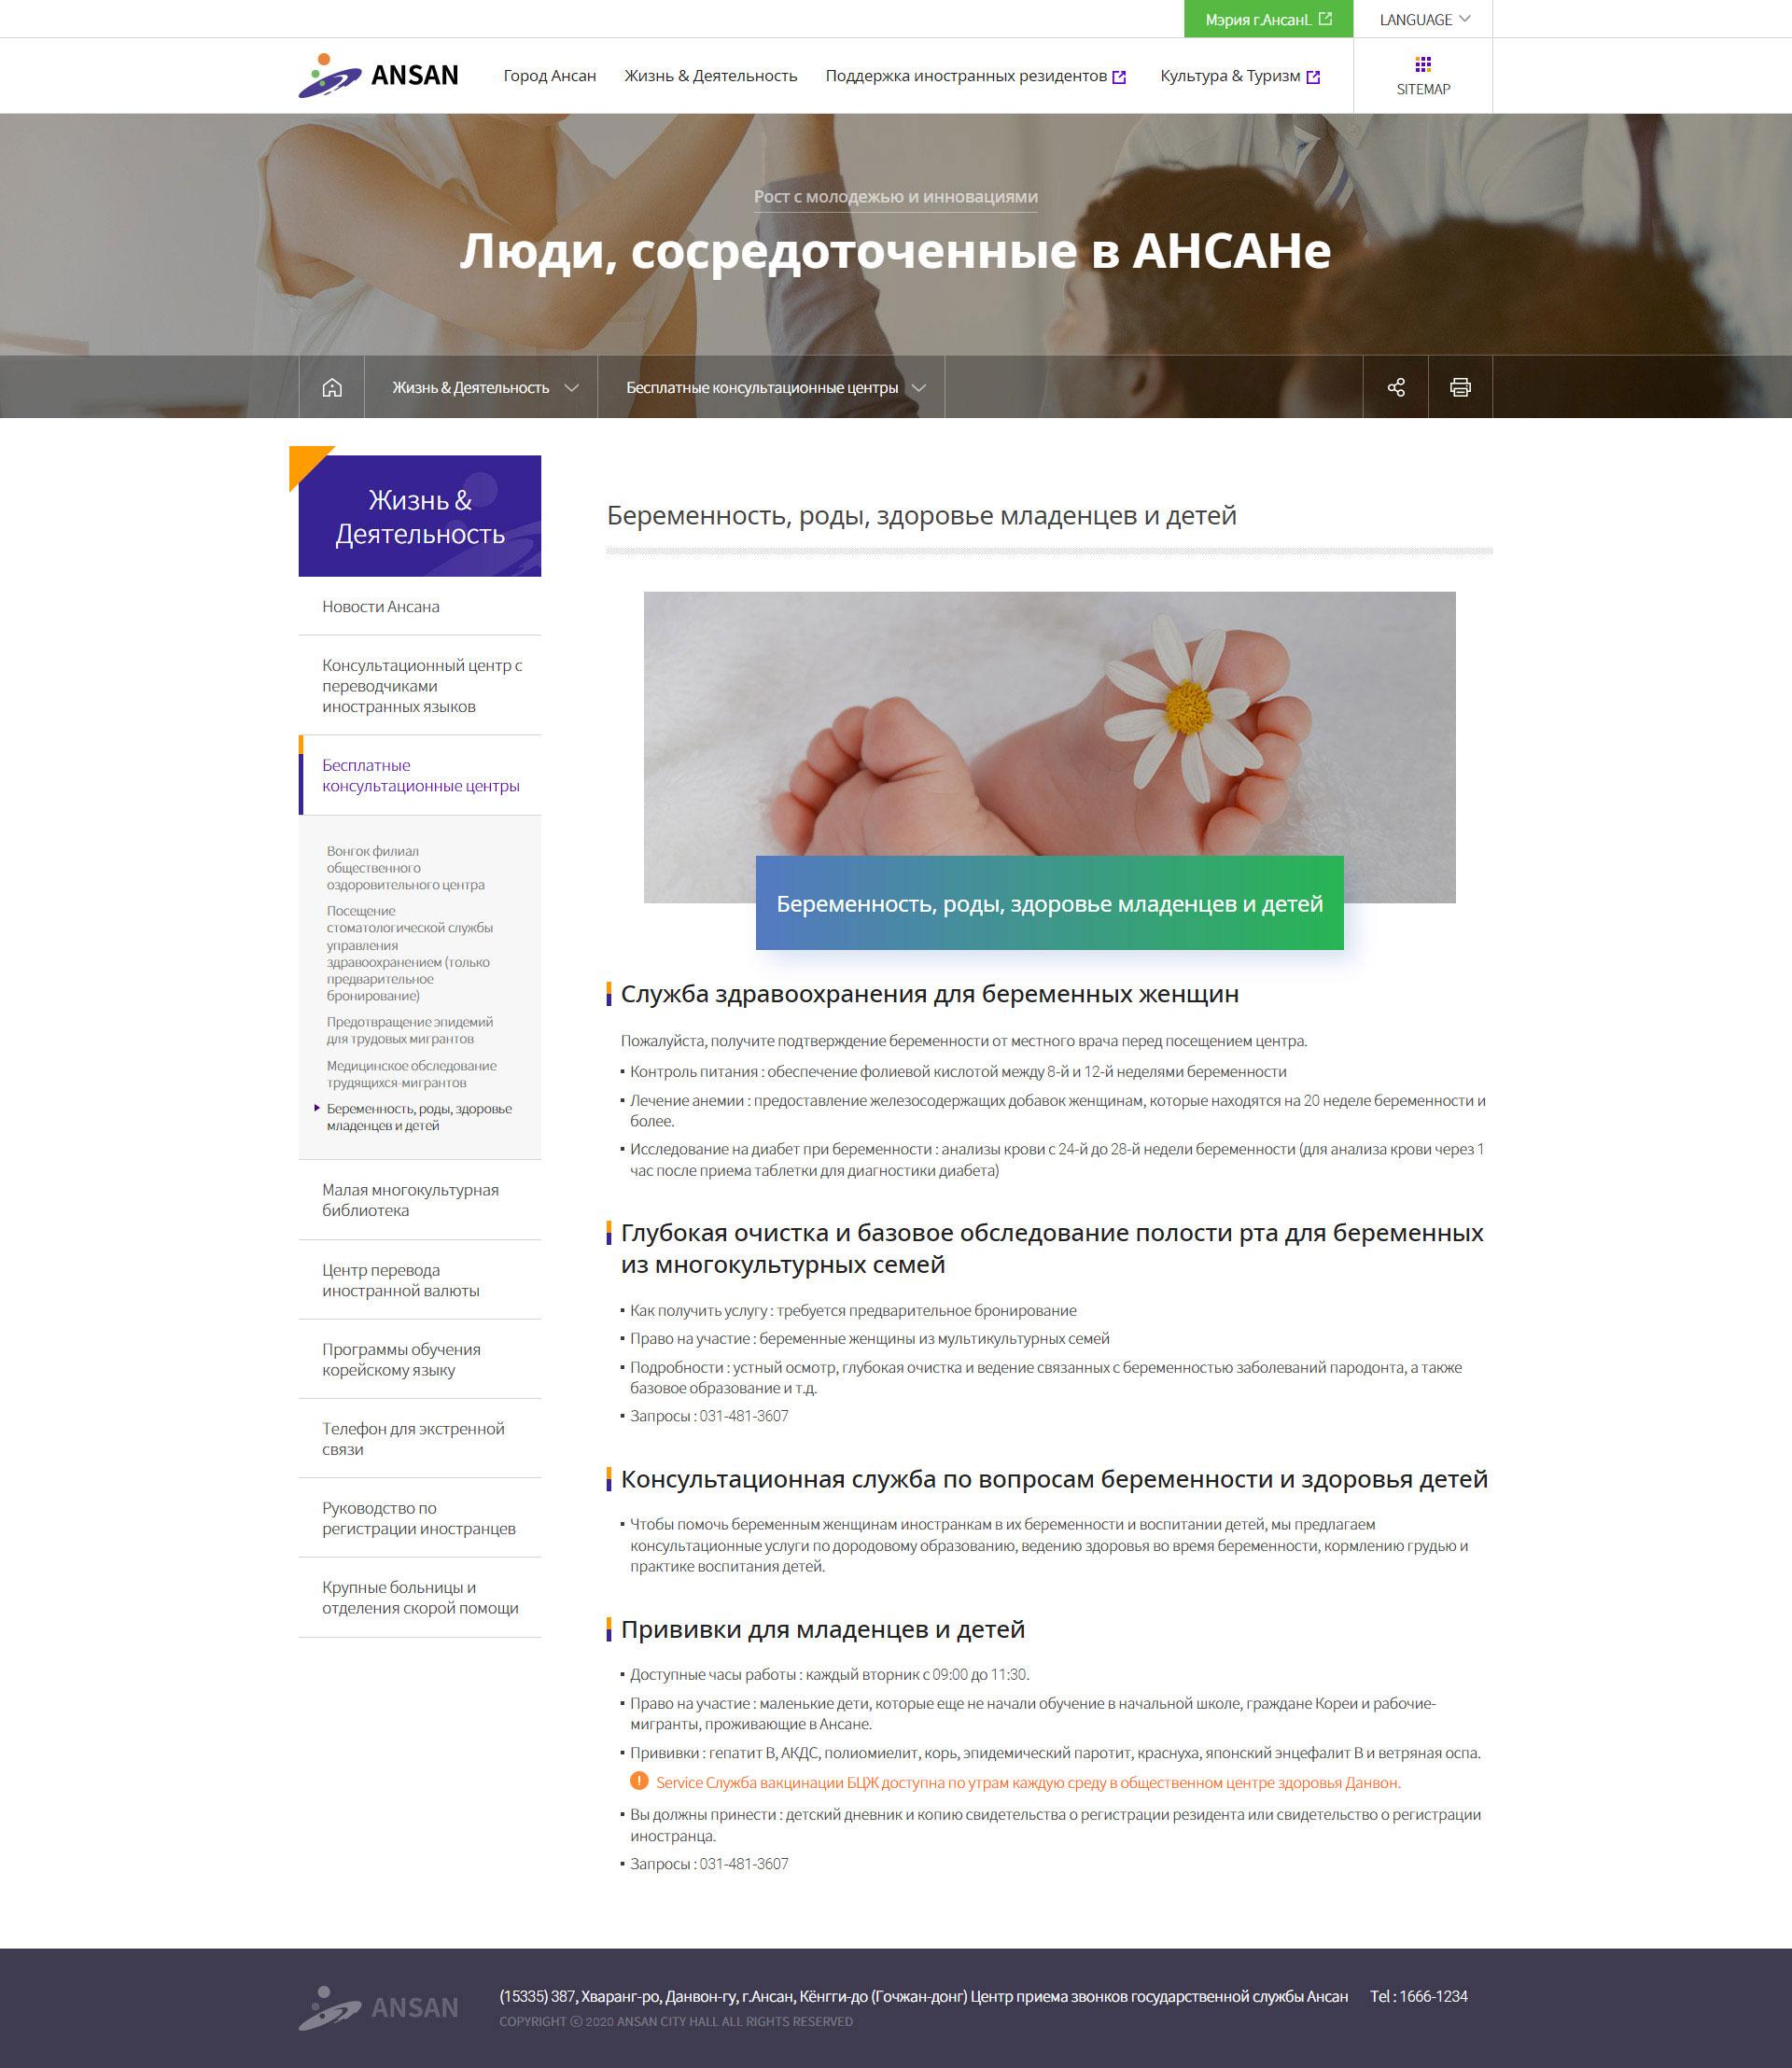 Мэрия г.АнсанL
LANGUAGE
ANSAN
Город Ансан
Жизнь & Деятельность
Поддержка иностранных резидентов
Культура & Туризм
SITEMAP
Рост с молодежью и инновациями
Люди, сосредоточенные в АНСАНе
Жизнь & Деятельность
Бесплатные консультационные центры
Жизнь &
Деятельность
Новости Ансана
Консультационный центр с
переводчиками
иностранных языков
Бесплатные
консультационные центры
Вонгок филиал
общественного
оздоровительного центра
Посещение
стоматологической службы
управления
здравоохранением (только
предварительное
бронирование)
Предотвращение эпидемий
для трудовых мигрантов
Медицинское обследование
трудящихся-мигрантов
Беременность, роды, здоровье
младенцев и детей
Малая многокультурная
библиотека
Центр перевода
иностранной валюты
Программы обучения
корейскому языку
Телефон для экстренной
связи
Руководство по
регистрации иностранцев
Крупные больницы и
отделения скорой помощи
Беременность, роды, здоровье младенцев и детей
Беременность, роды, здоровье младенцев и детей
Служба здравоохранения для беременных женщин
Пожалуйста, получите подтверждение беременности от местного врача перед посещением центра.
Контроль питания : обеспечение фолиевой кислотой между 8-й и 12-й неделями беременности
Лечение анемии : предоставление железосодержащих добавок женщинам, которые находятся на 20 неделе беременности и
более.
Исследование на диабет при беременности : анализы крови с 24-й до 28-й недели беременности (для анализа крови через 1
час после приема таблетки для диагностики диабета)
Глубокая очистка и базовое обследование полости рта для беременных
из многокультурных семей
Как получить услугу : требуется предварительное бронирование
Право на участие : беременные женщины из мультикультурных семей
Подробности : устный осмотр, глубокая очистка и ведение связанных с беременностью заболеваний пародонта, а также
базовое образование и т.д.
Запросы : 031-481-3607
Консультационная служба по вопросам беременности и здоровья детей
Чтобы помочь беременным женщинам иностранкам в их беременности и воспитании детей, мы предлагаем
консультационные услуги по дородовому образованию, ведению здоровья во время беременности, кормлению грудью и
практике воспитания детей.
Прививки для младенцев и детей
Доступные часы работы : каждый вторник с 09:00 до 11:30.
Право на участие : маленькие дети, которые еще не начали обучение в начальной школе, граждане Кореи и рабочие-
мигранты, проживающие в Ансане.
Прививки : гепатит B, АКДС, полиомиелит, корь, эпидемический паротит, краснуха, японский энцефалит B и ветряная оспа.
Service Служба вакцинации БЦЖ доступна по утрам каждую среду в общественном центре здоровья Данвон.
Вы должны принести : детский дневник и копию свидетельства о регистрации резидента или свидетельство о регистрации
иностранца.
Запросы : 031-481-3607
ANSAN
(15335) 387, Хваранг-ро, Данвон-гу, г.Ансан, Кёнгги-до (Гочжан-донг) Центр приема звонков государственной службы Ансан
Tel : 1666-1234
COPYRIGHT ⓒ 2020 ANSAN CITY HALL ALL RIGHTS RESERVED